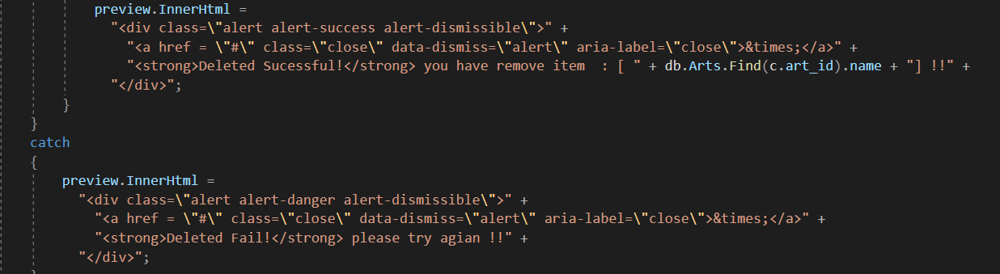 preview.InnerHtml =
"<div class=\"alert alert-success alert-dismissible\">" +
"<a href = \"#\" class=\"close\" data-dismiss=\"alert\" aria-label=\"close\">&times;</a>" +
"<strong>Deleted Sucessful!</strong> you have remove item  : [ " + db.Arts.Find(c.art_id).name + "] !!" +
"</div>";
}
}
catch
{
preview.InnerHtml =
"<div class=\"alert alert-danger alert-dismissible\">" +
"<a href = \"#\" class=\"close\" data-dismiss=\"alert\" aria-label=\"close\">&times;</a>" +
"<strong>Deleted Fail!</strong> please try agian !!" +
"</div>";